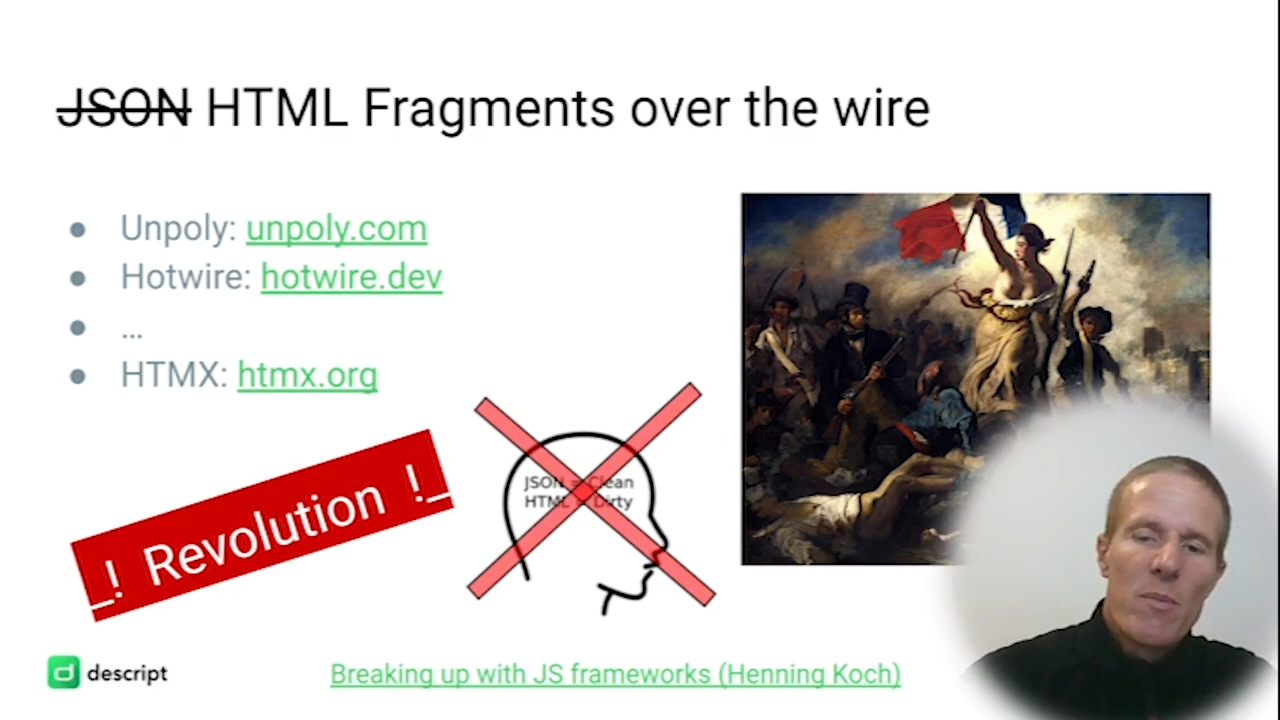 JSON HTML Fragments over the wire
● Unpoly: unpoly.com
● Hotwire: hotwire.dev
● ...
● HTMX: htmx.org
_! Revolution !_
JSON = Clean
HTML = Dirty
descript
Breaking up with JS frameworks (Henning Koch)